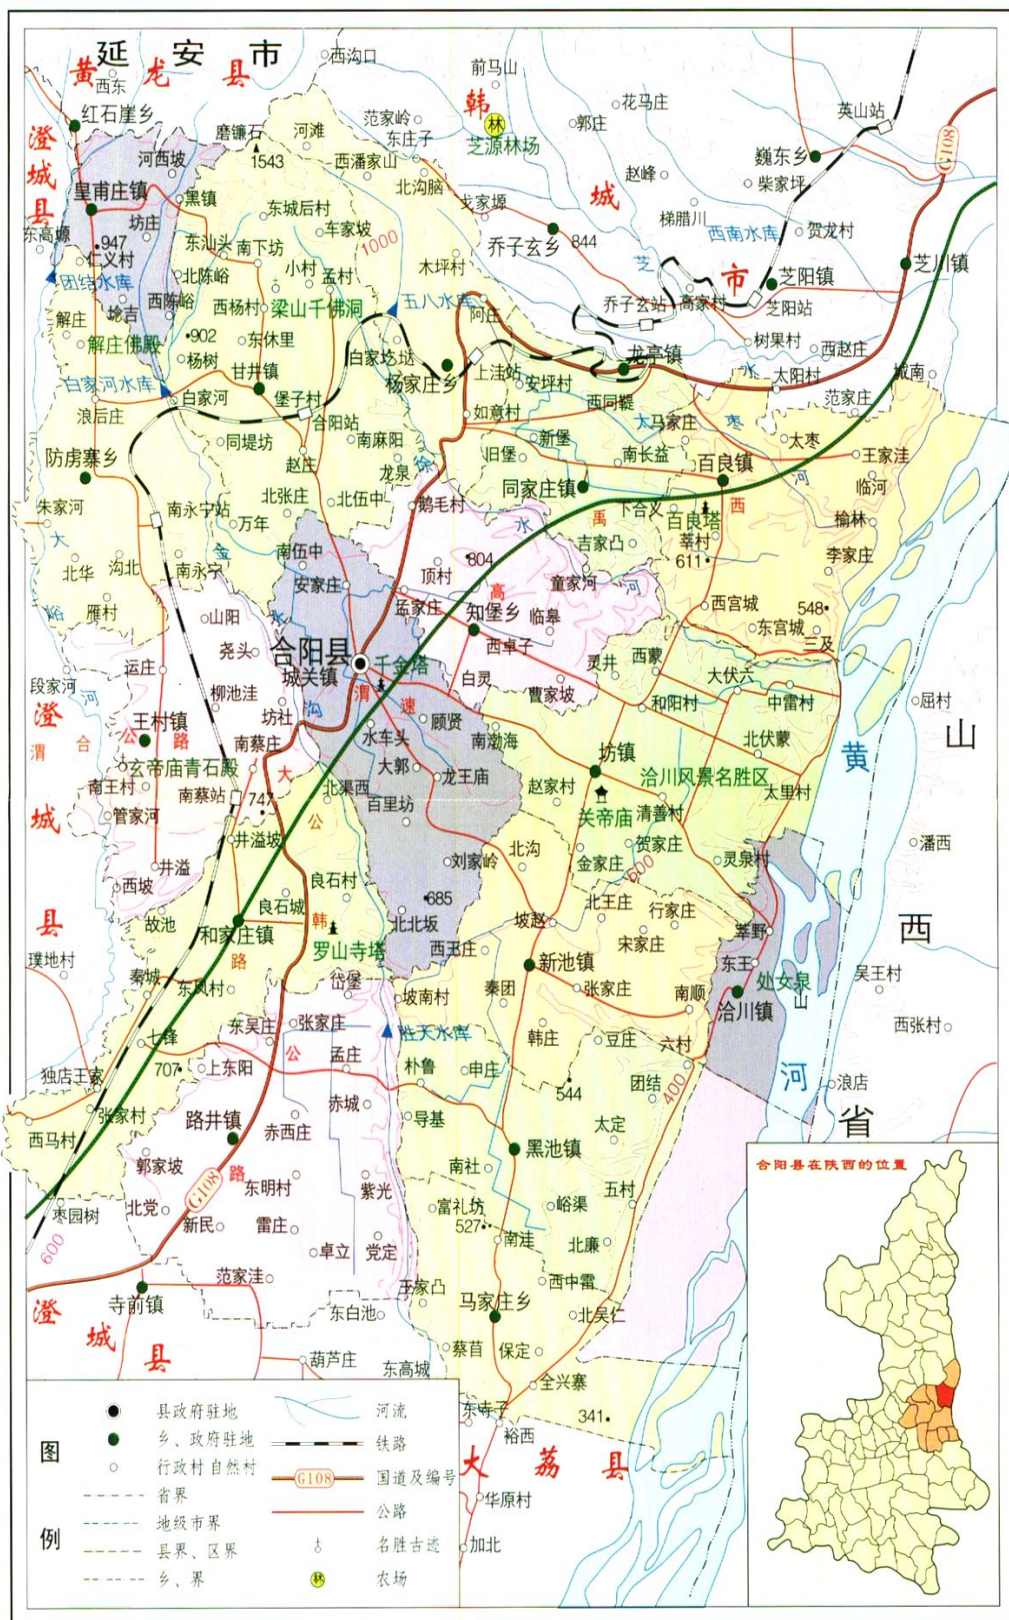 延安市
黄龙县
西沟口
前马山
西东
韩
花马庄
英山站
红石崖乡
磨镰石
河滩
范家岭
林
郭庄
东庄子
芝源林场
澄城县
1543
西潘家山
巍东乡
G108
河西坡
北沟脑
赵峰
柴家坪
城
皇甫庄镇
黑镇
东城后村
戈家塬
梯腊川
坊庄
车家坡
1000
乔子玄乡
844
西南水库
贺龙村
东高塬
947
东汕头
南下坊
仁义村
木坪村
芝
市
芝川镇
团结水库
北陈峪
小村
孟村
芝阳镇
埝吉
西陈峪
西杨村
梁山千佛洞
五八水库
阿庄
乔子玄站
高家村
芝阳站
解庄
解庄佛殿
902
东休里
白家圪垯
树果村
西赵庄
杨树
甘井镇
杨家庄乡
上洼站
龙亭镇
水
白家河水库
白家河
堡子村
安坪村
太阳村
城南
浪后庄
合阳站
如意村
西同鞮
范家庄
同堤坊
南麻阳
太
马家庄
枣
太枣
防虏寨乡
赵庄
龙泉
徐
新堡
旧堡
南长益
百良镇
河
王家洼
临河
朱家河
北张庄
北伍中
鹅毛村
同家庄镇
下合义
西
榆林
南永宁站
万年
水
禹
百良塔
莘村
大
金
南伍中
吉家凸
611
李家庄
北华
沟北
南永宁
安家庄
顶村
804
童家河
河
峪
雁村
水
孟家庄
高
西宫城
548
山阳
知堡乡
临皋
东宫城
三及
尧头
合阳县
城关镇
千金塔
西卓子
灵井
西蒙
段家河
运庄
白灵
大伏六
河
柳池洼
沟
渭
速
曹家坡
和阳村
中雷村
屈村
澄
王村镇
坊社
顾贤
山
渭
合
公
路
南蔡庄
水车头
南渤海
坊镇
北伏蒙
黄
玄帝庙青石殿
大
大郭
龙王庙
洽川风景名胜区
南王村
南蔡站
北渠西
赵家村
太里村
城
管家河
747
百里坊
关帝庙
清善村
公
井溢坡
贺家庄
潘西
井溢
刘家岭
北沟
金家庄
600
灵泉村
西坡
良石村
县
良石城
685
北王庄
行家庄
西
故池
韩
北北坂
坡赵
莘野
和家庄镇
罗山寺塔
西王庄
宋家庄
璞地村
秦城
路
新池镇
东王
处女泉
吴王村
东凤村
岱堡
坡南村
秦团
张家庄
南顺
洽川镇
山
七锋
东吴庄
张家庄
胜天水库
韩庄
豆庄
西张村
公
孟庄
六村
独店王家
707
上东阳
朴鲁
申庄
544
团结
400
河
浪店
张家村
赤城
省
西马村
路井镇
赤西庄
导基
太定
郭家坡
黑池镇
路
G108
东明村
紫光
南社
五村
枣园树
北党
新民
雷庄
富礼坊
峪渠
600
527
卓立
党定
南洼
北廉
范家洼
西中雷
寺前镇
王家凸
马家庄乡
澄城县
东白池
北吴仁
葫芦庄
蔡苜
保定
东高城
全兴寨
东寺子
341
裕西
大荔县
华原村
加北
合阳县在陕西的位置
图例
县政府驻地
乡、政府驻地
行政村 自然村
省界
地级市界
县界、区界
乡、界
河流
铁路
G108
国道及编号
公路
名胜古迹
林
农场